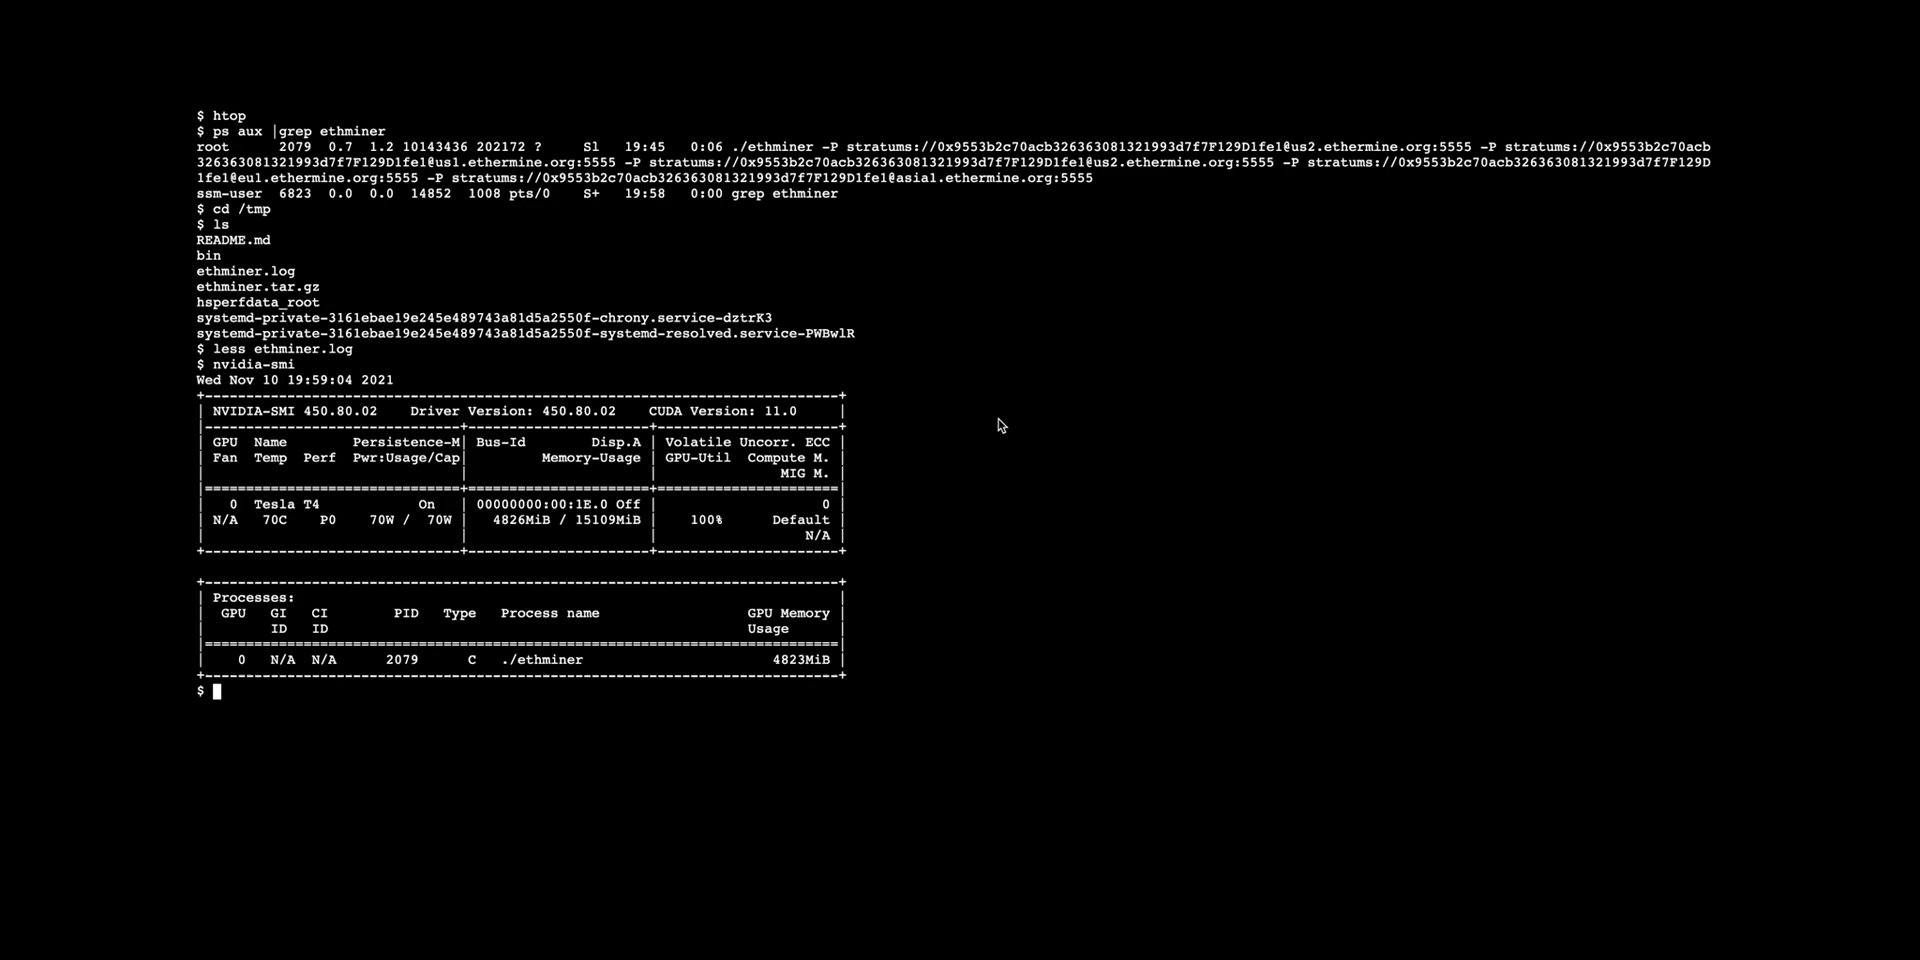 $ htop
$ ps aux |grep ethminer
root      2079  0.7  1.2 10143436 202172 ?     Sl   19:45   0:06 ./ethminer -P stratums://0x9553b2c70acb326363081321993d7f7F129D1fe1@us2.ethermine.org:5555 -P stratums://0x9553b2c70acb
326363081321993d7f7F129D1fe1@us1.ethermine.org:5555 -P stratums://0x9553b2c70acb326363081321993d7f7F129D1fe1@us2.ethermine.org:5555 -P stratums://0x9553b2c70acb326363081321993d7f7F129D
1fe1@eu1.ethermine.org:5555 -P stratums://0x9553b2c70acb326363081321993d7f7F129D1fe1@asia1.ethermine.org:5555
ssm-user  6823  0.0  0.0  14852  1008 pts/0    S+   19:58   0:00 grep ethminer
$ cd /tmp
$ ls
README.md
bin
ethminer.log
ethminer.tar.gz
hsperfdata_root
systemd-private-3161ebae19e245e489743a81d5a2550f-chrony.service-dztrK3
systemd-private-3161ebae19e245e489743a81d5a2550f-systemd-resolved.service-PWBwlR
$ less ethminer.log
$ nvidia-smi
Wed Nov 10 19:59:04 2021
+-----------------------------------------------------------------------------+
| NVIDIA-SMI 450.80.02    Driver Version: 450.80.02    CUDA Version: 11.0     |
|-------------------------------+----------------------+----------------------+
| GPU  Name        Persistence-M| Bus-Id        Disp.A | Volatile Uncorr. ECC |
| Fan  Temp  Perf  Pwr:Usage/Cap|         Memory-Usage | GPU-Util  Compute M. |
|                               |                      |               MIG M. |
|===============================+======================+======================|
|   0  Tesla T4            On   | 00000000:00:1E.0 Off |                    0 |
| N/A   70C    P0    70W /  70W |   4826MiB / 15109MiB |    100%      Default |
|                               |                      |                  N/A |
+-------------------------------+----------------------+----------------------+
+-----------------------------------------------------------------------------+
| Processes:                                                                  |
|  GPU   GI   CI        PID   Type   Process name                  GPU Memory |
|        ID   ID                                                   Usage      |
|=============================================================================|
|    0   N/A  N/A      2079      C   ./ethminer                       4823MiB |
+-----------------------------------------------------------------------------+
$